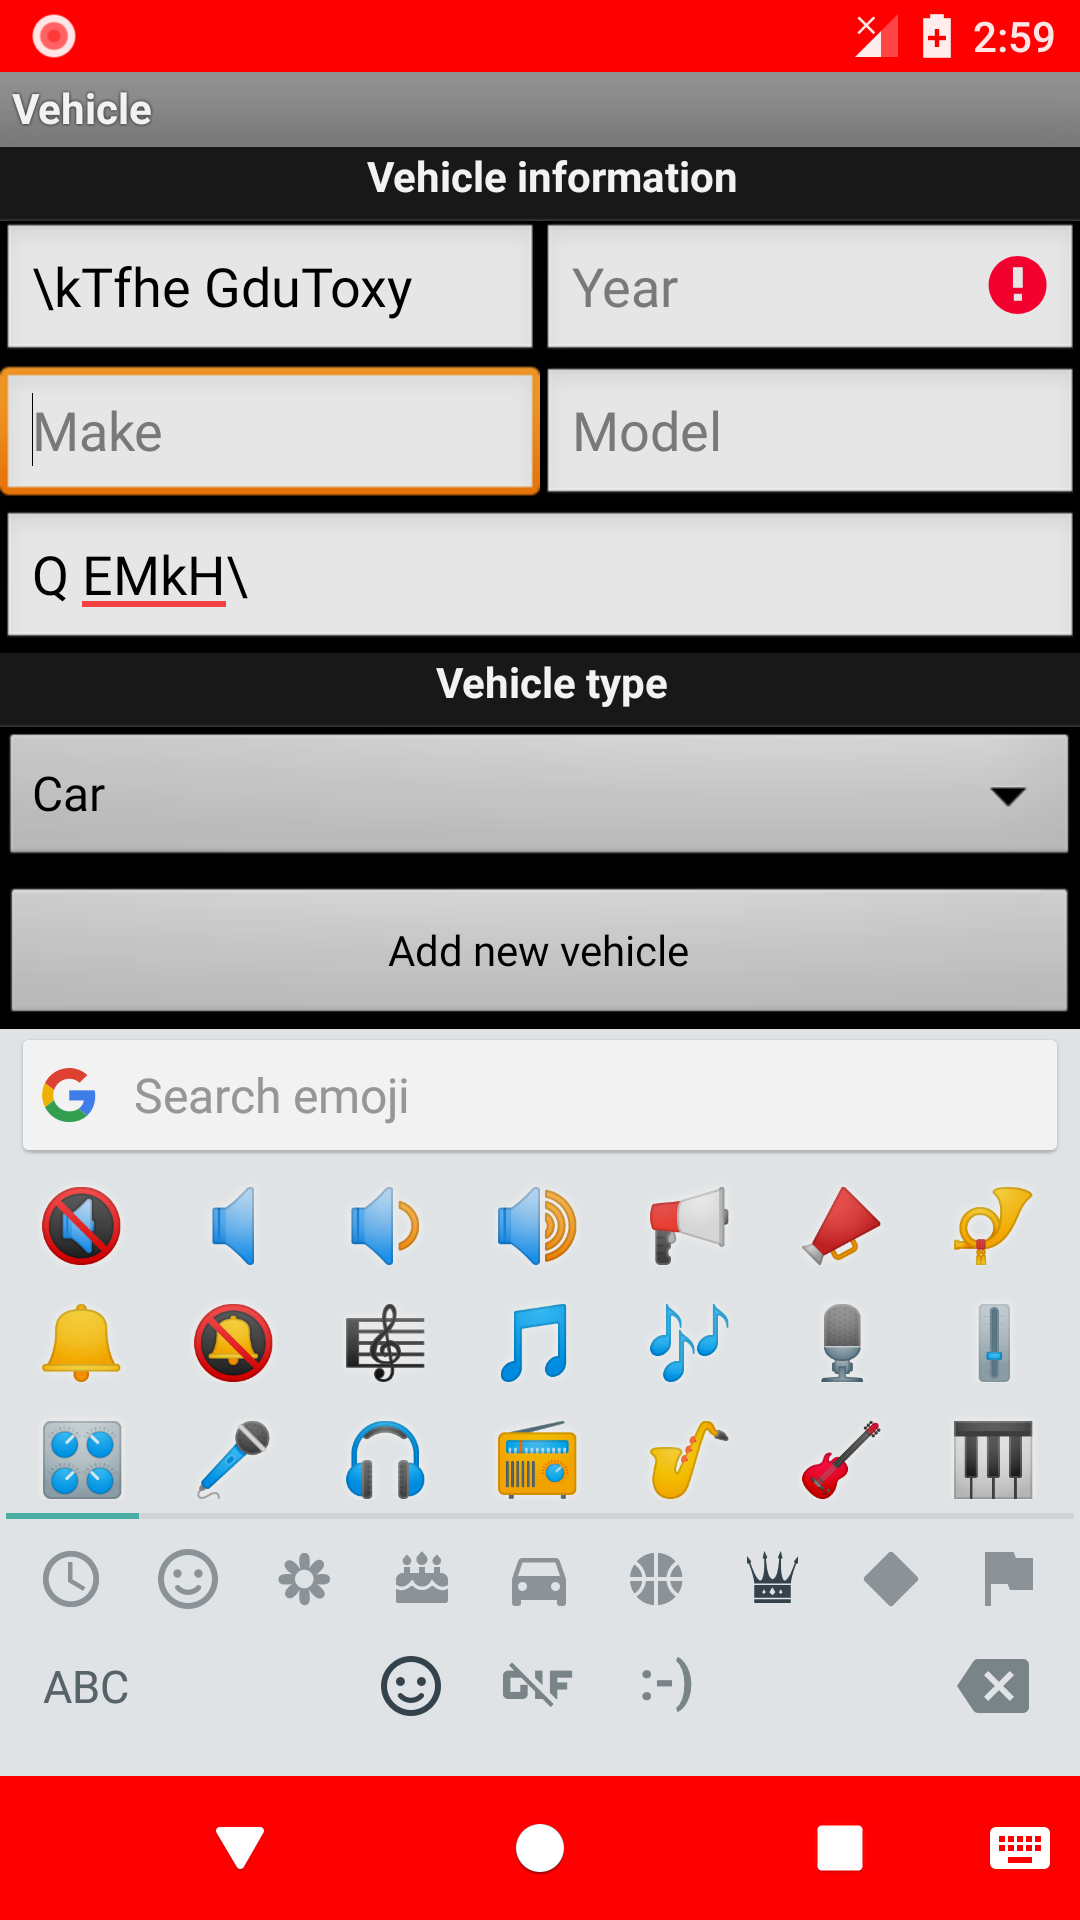 2:59
Vehicle
Vehicle information
\kTfhe GduToxy
Year
Make
Model
Q EMkH\
Vehicle type
Car
Add new vehicle
Search emoji
ABC
GIF
:-)